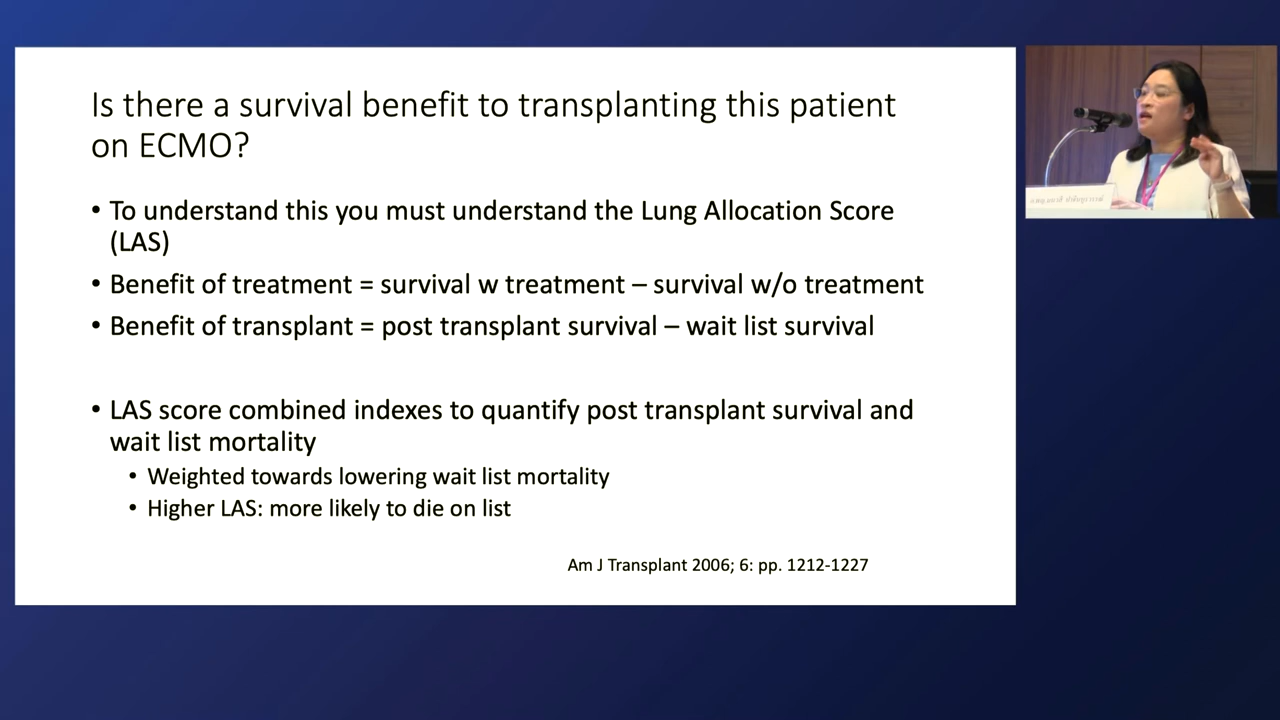 Is there a survival benefit to transplanting this patient
on ECMO?
• To understand this you must understand the Lung Allocation Score
(LAS)
• Benefit of treatment = survival w treatment – survival w/o treatment
• Benefit of transplant = post transplant survival – wait list survival
• LAS score combined indexes to quantify post transplant survival and
wait list mortality
• Weighted towards lowering wait list mortality
• Higher LAS: more likely to die on list
Am J Transplant 2006; 6: pp. 1212-1227